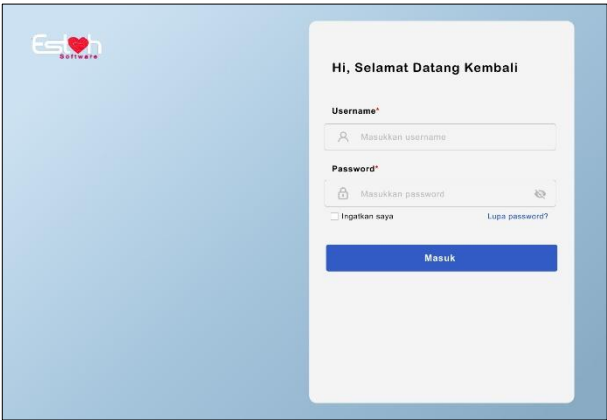 Software
Hi, Selamat Datang Kembali
Username*
Masukkan username
Password*
Masukkan password
Ingatkan saya
Lupa password?
Masuk